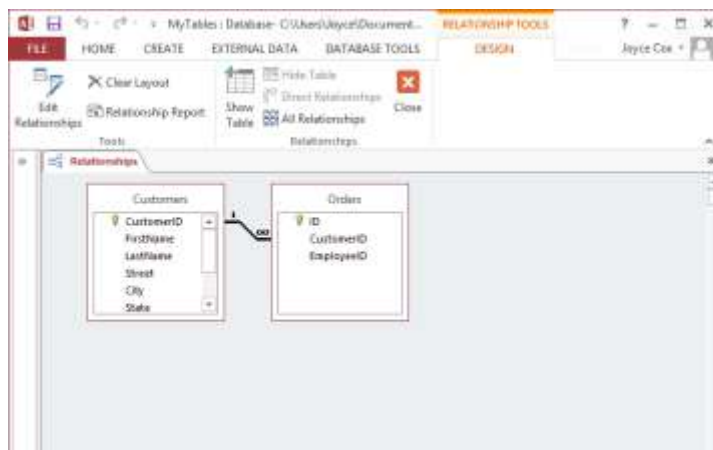 MyTables : Database- C:\Users\Joyce\Document... RELATIONSHIP TOOLS ?
FILE HOME CREATE EXTERNAL DATA DATABASE TOOLS DESIGN Joyce Cox
Edit Relationships
Clear Layout
Relationship Report
Tools
Show Table
Hide Table
Direct Relationships
All Relationships
Close
Relationships
Relationships
Customers
CustomerID
FirstName
LastName
Street
City
State
1
∞
Orders
ID
CustomerID
EmployeeID